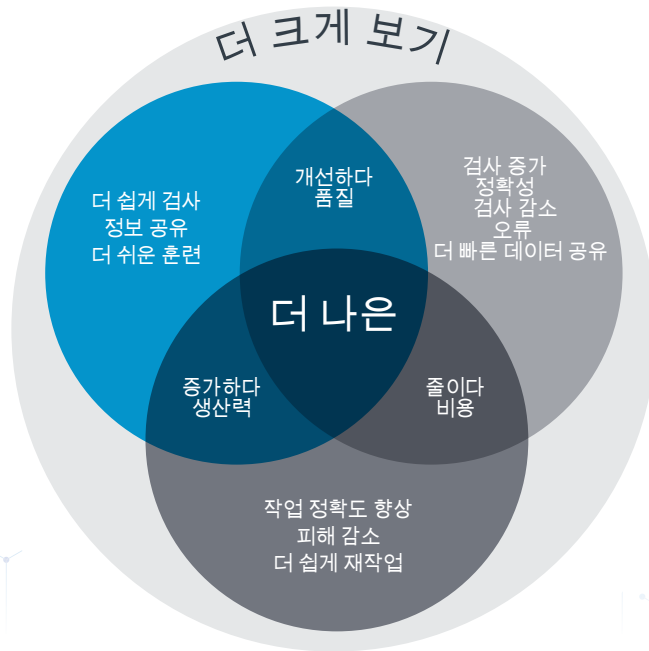 더 크게 보기
더 쉽게 검사
정보 공유
더 쉬운 훈련
개선하다
품질
검사 증가
정확성
검사 감소
오류
더 빠른 데이터 공유
더 나은
증가하다
생산력
줄이다
비용
작업 정확도 향상
피해 감소
더 쉽게 재작업